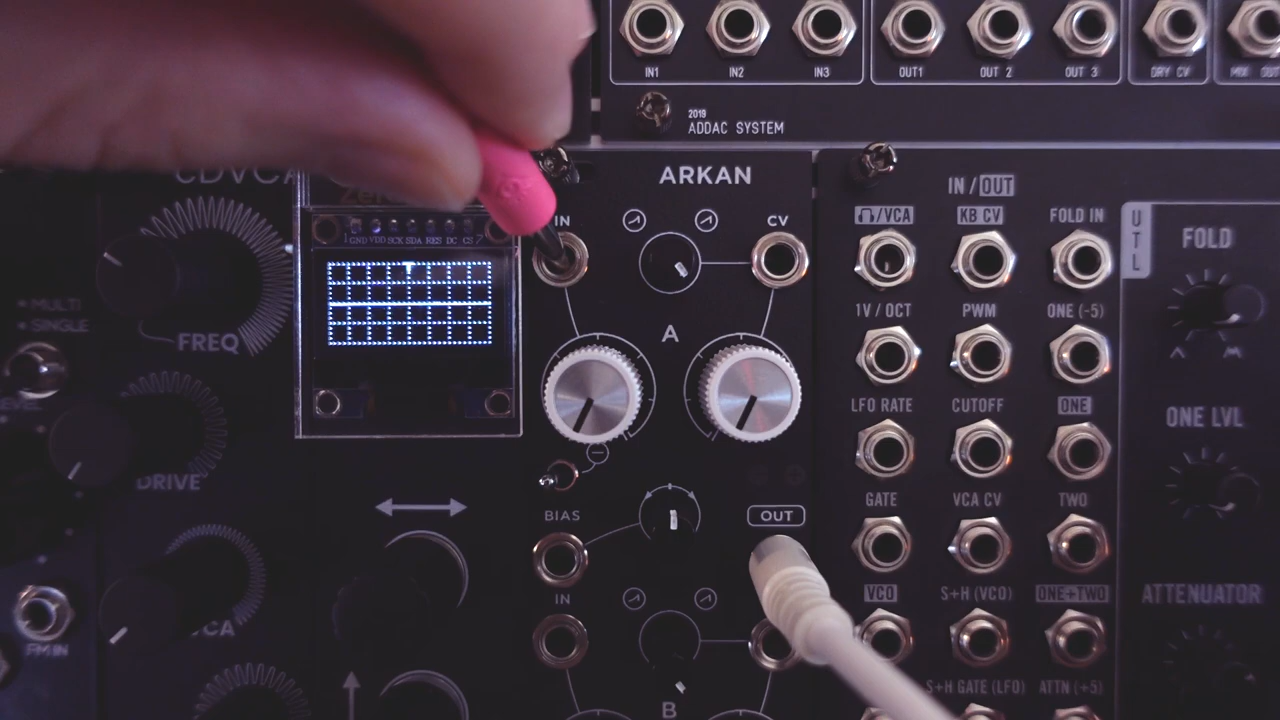 IN1 IN2 IN3 OUT1 OUT 2 OUT 3 DRY CV
2019
ADDAC SYSTEM
ARKAN
IN CV
A
BIAS
OUT
IN
B
GND VDD SCK SDA RES DC CS
MULTI
SINGLE
FREQ
DRIVE
FM IN
IN / OUT
/VCA KB CV FOLD IN
1V / OCT PWM ONE (-5)
LFO RATE CUTOFF ONE
GATE VCA CV TWO
VCO S+H (VCO) ONE+TWO
S+H GATE (LFO) ATTN (+5)
UTL
FOLD
ONE LVL
ATTENUATOR